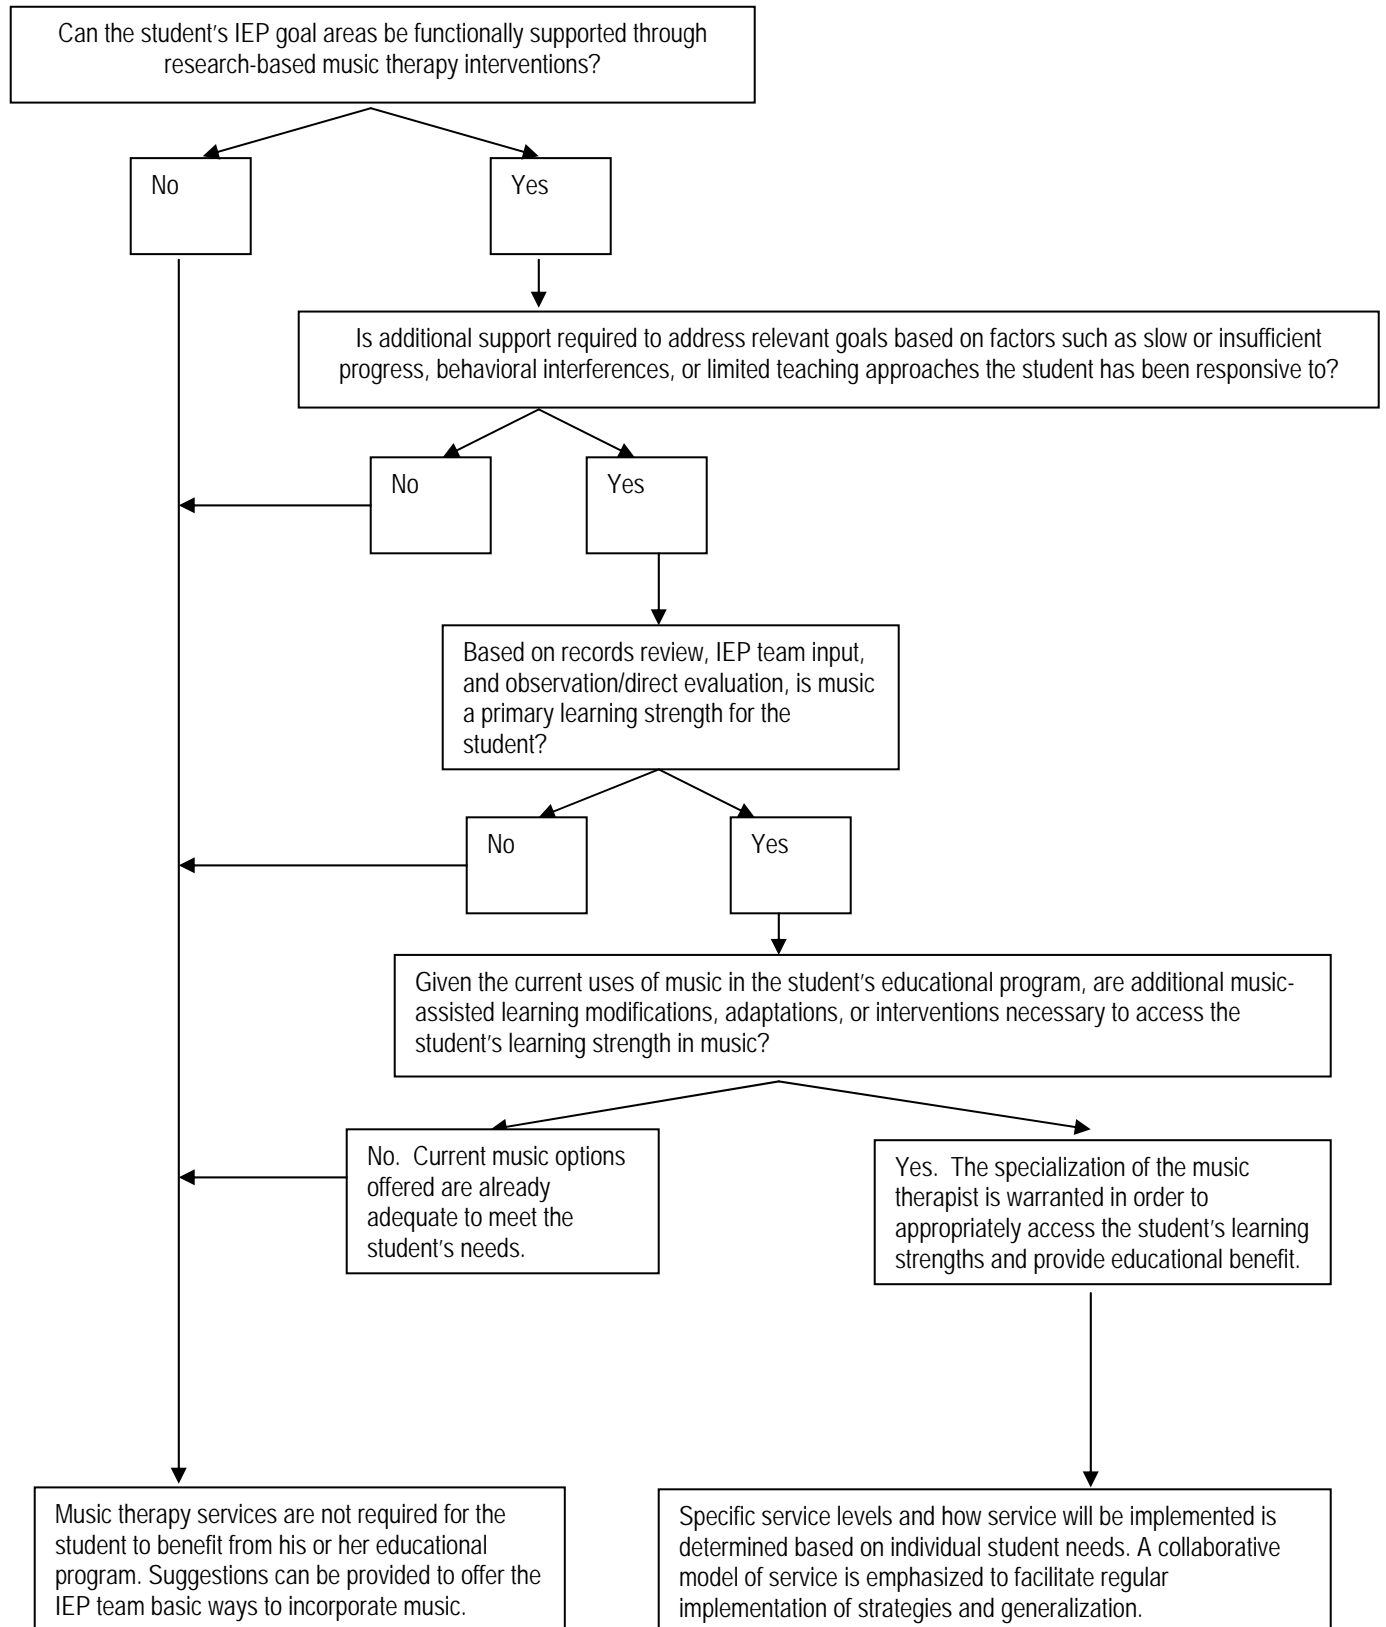 Can the student's IEP goal areas be functionally supported through
research-based music therapy interventions?
No
Yes
Is additional support required to address relevant goals based on factors such as slow or insufficient
progress, behavioral interferences, or limited teaching approaches the student has been responsive to?
No
Yes
Based on records review, IEP team input,
and observation/direct evaluation, is music
a primary learning strength for the
student?
No
Yes
Given the current uses of music in the student's educational program, are additional music-
assisted learning modifications, adaptations, or interventions necessary to access the
student's learning strength in music?
No. Current music options
offered are already
adequate to meet the
student's needs.
Yes. The specialization of the music
therapist is warranted in order to
appropriately access the student's learning
strengths and provide educational benefit.
Music therapy services are not required for the
student to benefit from his or her educational
program. Suggestions can be provided to offer the
IEP team basic ways to incorporate music.
Specific service levels and how service will be implemented is
determined based on individual student needs. A collaborative
model of service is emphasized to facilitate regular
implementation of strategies and generalization.